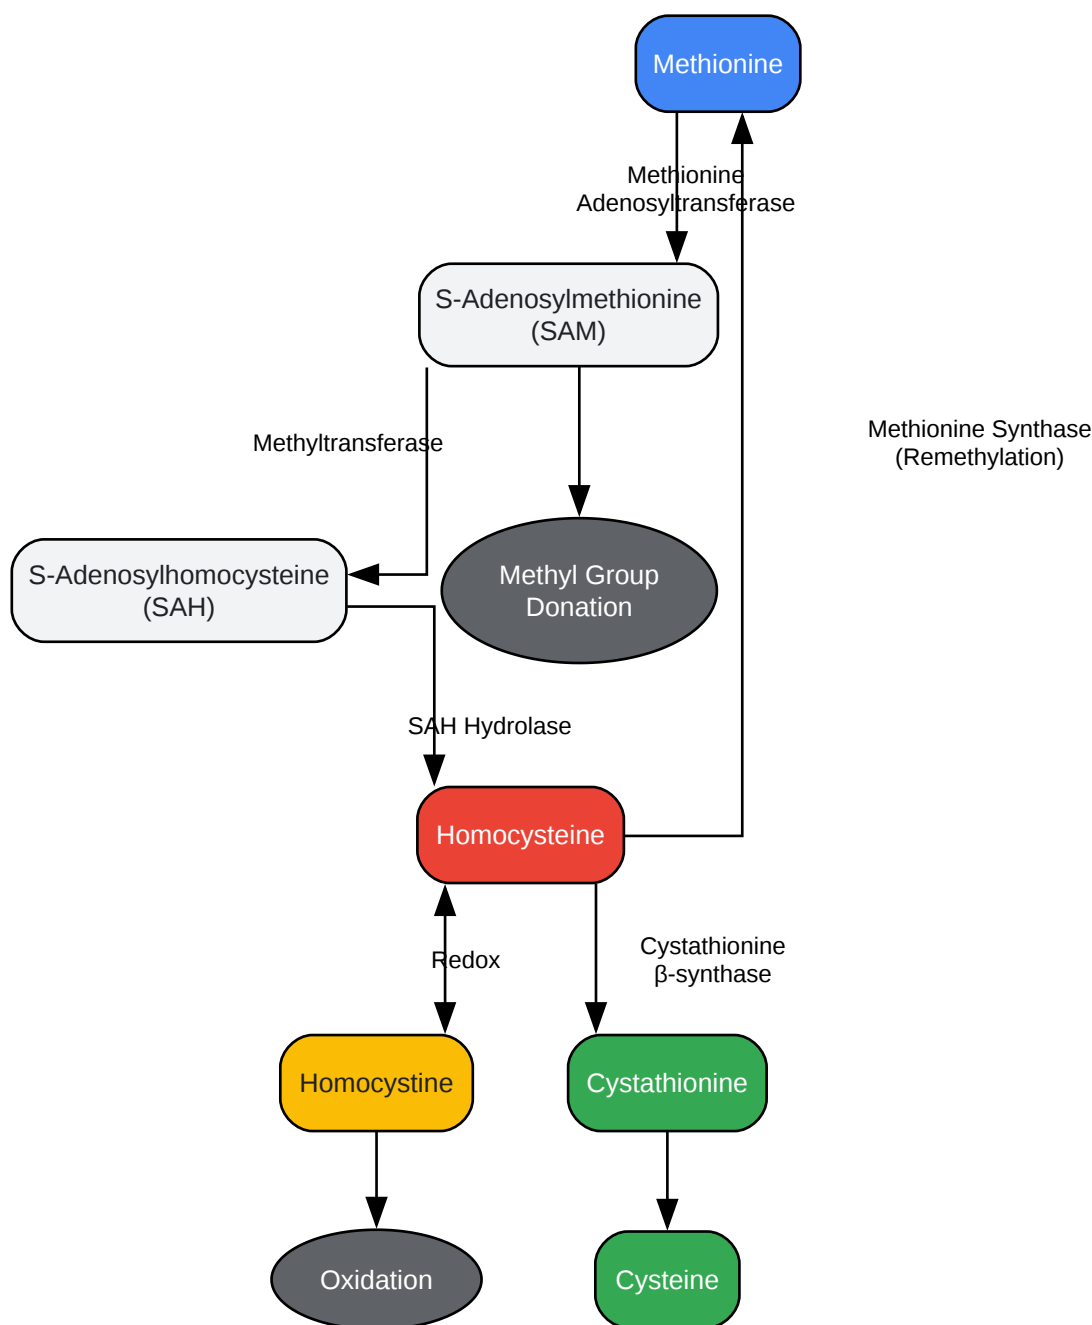 Methionine
Methionine
Adenosyltransferase
S-Adenosylmethionine
(SAM)
Methyltransferase
Methionine Synthase
(Remethylation)
S-Adenosylhomocysteine
(SAH)
Methyl Group
Donation
SAH Hydrolase
Homocysteine
Redox
Cystathionine
β-synthase
Homocystine
Cystathionine
Oxidation
Cysteine